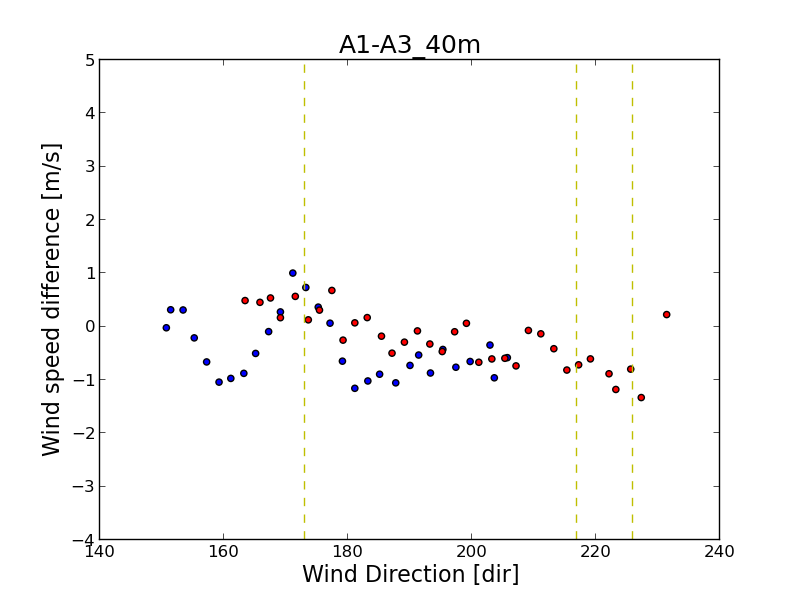 A1-A3_40m
5
4
3
2
1
0
−1
−2
−3
−4
Wind speed difference [m/s]
140 160 180 200 220 240
Wind Direction [dir]